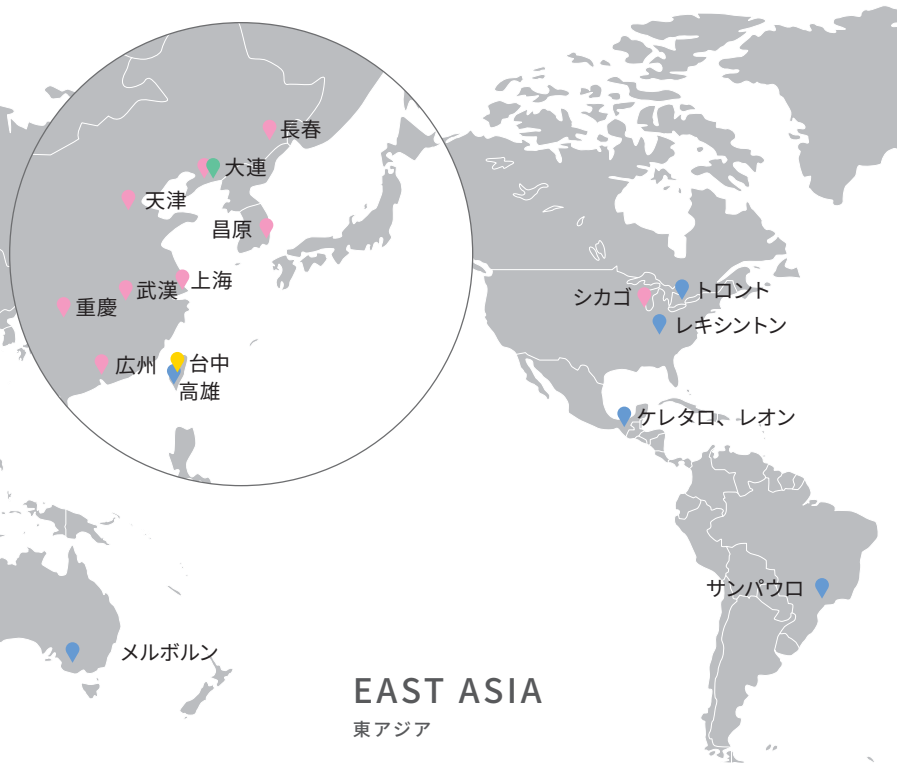 長春
大連
天津
昌原
上海
武漢
重慶
広州
台中
高雄
シカゴ
トロント
レキシントン
ケレタロ、レオン
サンパウロ
メルボルン
EAST ASIA
東アジア